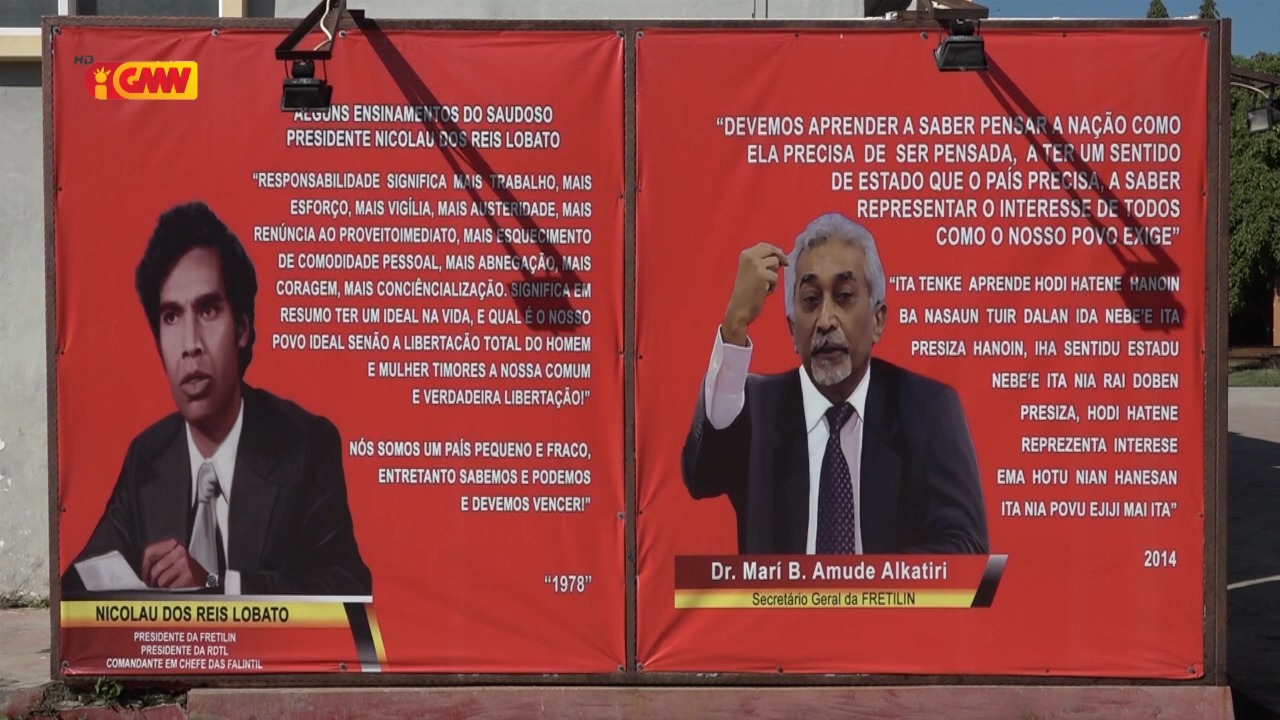 HD
GMN
ALGUNS ENSINAMENTOS DO SAUDOSO
PRESIDENTE NICOLAU DOS REIS LOBATO
“RESPONSABILIDADE SIGNIFICA MAIS TRABALHO, MAIS
ESFORÇO, MAIS VIGÍLIA, MAIS AUSTERIDADE, MAIS
RENÚNCIA AO PROVEITOIMEDIATO, MAIS ESQUECIMENTO
DE COMODIDADE PESSOAL, MAIS ABNEGAÇÃO, MAIS
CORAGEM, MAIS CONCIÊNCIALIZAÇÃO. SIGNIFICA EM
RESUMO TER UM IDEAL NA VIDA, E QUAL É O NOSSO
POVO IDEAL SENÃO A LIBERTACÃO TOTAL DO HOMEM
E MULHER TIMORES A NOSSA COMUM
E VERDADEIRA LIBERTAÇÃO!”
NÓS SOMOS UM PAÍS PEQUENO E FRACO,
ENTRETANTO SABEMOS E PODEMOS
E DEVEMOS VENCER!”
“1978”
NICOLAU DOS REIS LOBATO
PRESIDENTE DA FRETILIN
PRESIDENTE DA RDTL
COMANDANTE EM CHEFE DAS FALINTIL
“DEVEMOS APRENDER A SABER PENSAR A NAÇÃO COMO
ELA PRECISA DE SER PENSADA, A TER UM SENTIDO
DE ESTADO QUE O PAÍS PRECISA, A SABER
REPRESENTAR O INTERESSE DE TODOS
COMO O NOSSO POVO EXIGE”
“ITA TENKE APRENDE HODI HATENE HANOIN
BA NASAUN TUIR DALAN IDA NEBE’E ITA
PRESIZA HANOIN, IHA SENTIDU ESTADU
NEBE’E ITA NIA RAI DOBEN
PRESIZA, HODI HATENE
REPREZENTA INTERESE
EMA HOTU NIAN HANESAN
ITA NIA POVU EJIJI MAI ITA”
2014
Dr. Marí B. Amude Alkatiri
Secretário Geral da FRETILIN